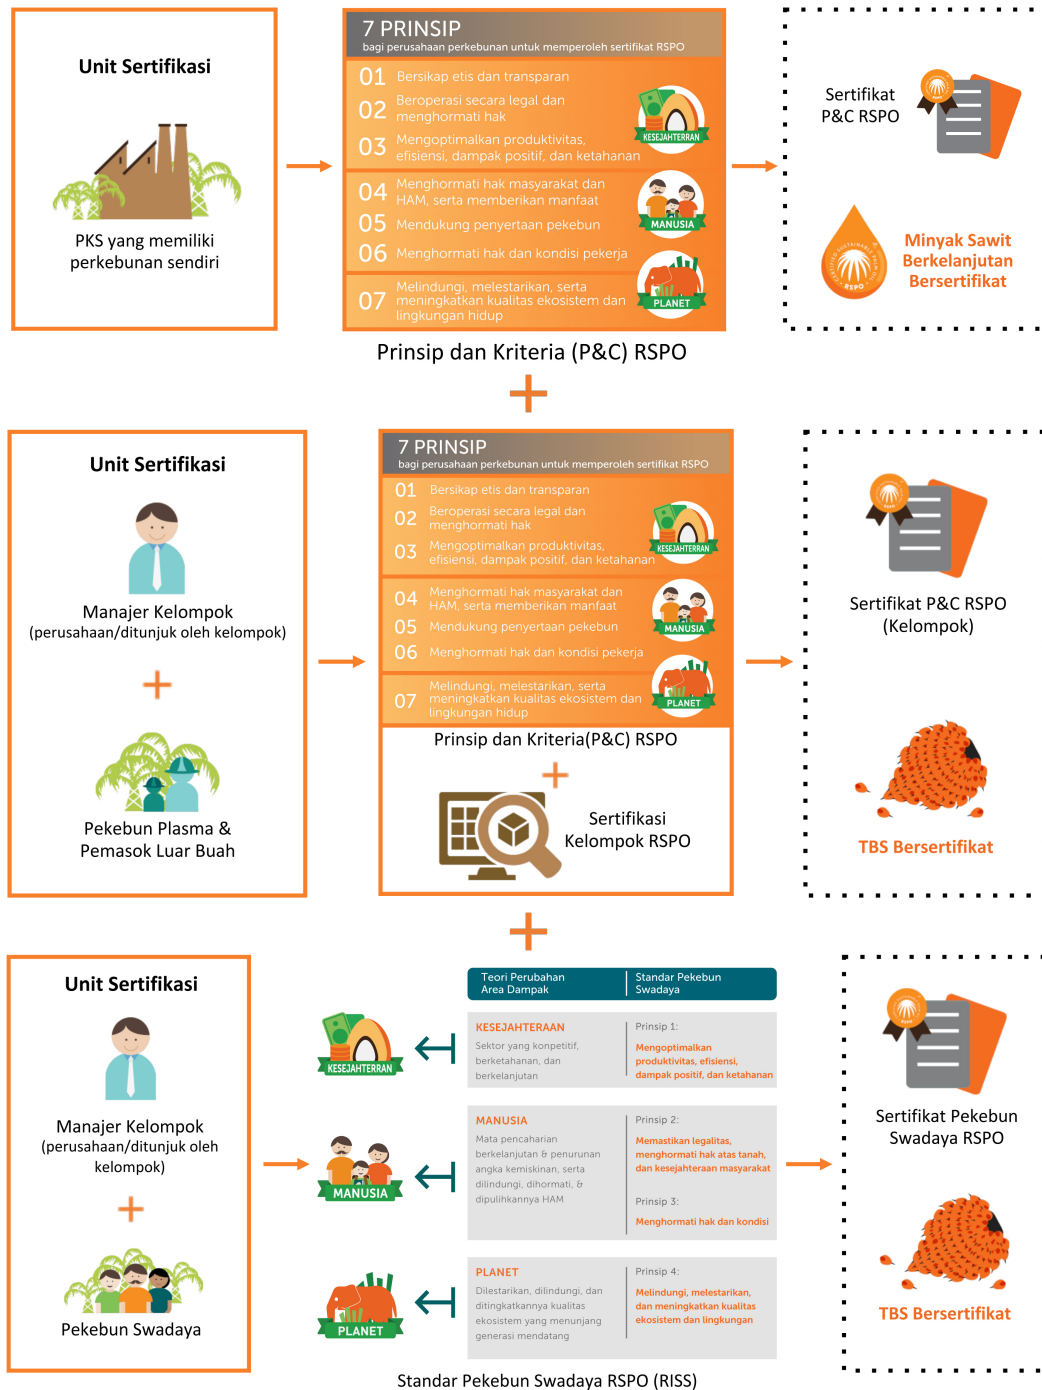 Unit Sertifikasi
PKS yang memiliki
perkebunan sendiri
7 PRINSIP
bagi perusahaan perkebunan untuk memperoleh sertifikat RSPO
01 Bersikap etis dan transparan
02 Beroperasi secara legal dan
menghormati hak
03 Mengoptimalkan produktivitas,
efisiensi, dampak positif, dan ketahanan
KESEJAHTERRAN
04 Menghormati hak masyarakat dan
HAM, serta memberikan manfaat
05 Mendukung penyertaan pekebun
06 Menghormati hak dan kondisi pekerja
MANUSIA
07 Melindungi, melestarikan, serta
meningkatkan kualitas ekosistem dan
lingkungan hidup
PLANET
Prinsip dan Kriteria (P&C) RSPO
Sertifikat
P&C RSPO
RSPO
Minyak Sawit
Berkelanjutan
Bersertifikat
+
Unit Sertifikasi
Manajer Kelompok
(perusahaan/ditunjuk oleh kelompok)
+
Pekebun Plasma &
Pemasok Luar Buah
7 PRINSIP
bagi perusahaan perkebunan untuk memperoleh sertifikat RSPO
01 Bersikap etis dan transparan
02 Beroperasi secara legal dan
menghormati hak
03 Mengoptimalkan produktivitas,
efisiensi, dampak positif, dan ketahanan
KESEJAHTERRAN
04 Menghormati hak masyarakat dan
HAM, serta memberikan manfaat
05 Mendukung penyertaan pekebun
06 Menghormati hak dan kondisi pekerja
MANUSIA
07 Melindungi, melestarikan, serta
meningkatkan kualitas ekosistem dan
lingkungan hidup
PLANET
Prinsip dan Kriteria(P&C) RSPO
+
Sertifikasi
Kelompok RSPO
Sertifikat P&C RSPO
(Kelompok)
TBS Bersertifikat
+
Unit Sertifikasi
Manajer Kelompok
(perusahaan/ditunjuk oleh
kelompok)
+
Pekebun Swadaya
Teori Perubahan
Area Dampak
Standar Pekebun
Swadaya
KESEJAHTERRAN
KESEJAHTERAAN
Sektor yang konpetitif,
berketahanan, dan
berkelanjutan
Prinsip 1:
Mengoptimalkan
produktivitas, efisiensi,
dampak positif, dan ketahanan
MANUSIA
MANUSIA
Mata pencaharian
berkelanjutan & penurunan
angka kemiskinan, serta
dilindungi, dihormati, &
dipulihkannya HAM
Prinsip 2:
Memastikan legalitas,
menghormati hak atas tanah,
dan kesejahteraan masyarakat
Prinsip 3:
Menghormati hak dan kondisi
PLANET
PLANET
Dilestarikan, dilindungi, dan
ditingkatkannya kualitas
ekosistem yang menunjang
generasi mendatang
Prinsip 4:
Melindungi, melestarikan,
dan meningkatkan kualitas
ekosistem dan lingkungan
Standar Pekebun Swadaya RSPO (RISS)
Sertifikat Pekebun
Swadaya RSPO
TBS Bersertifikat